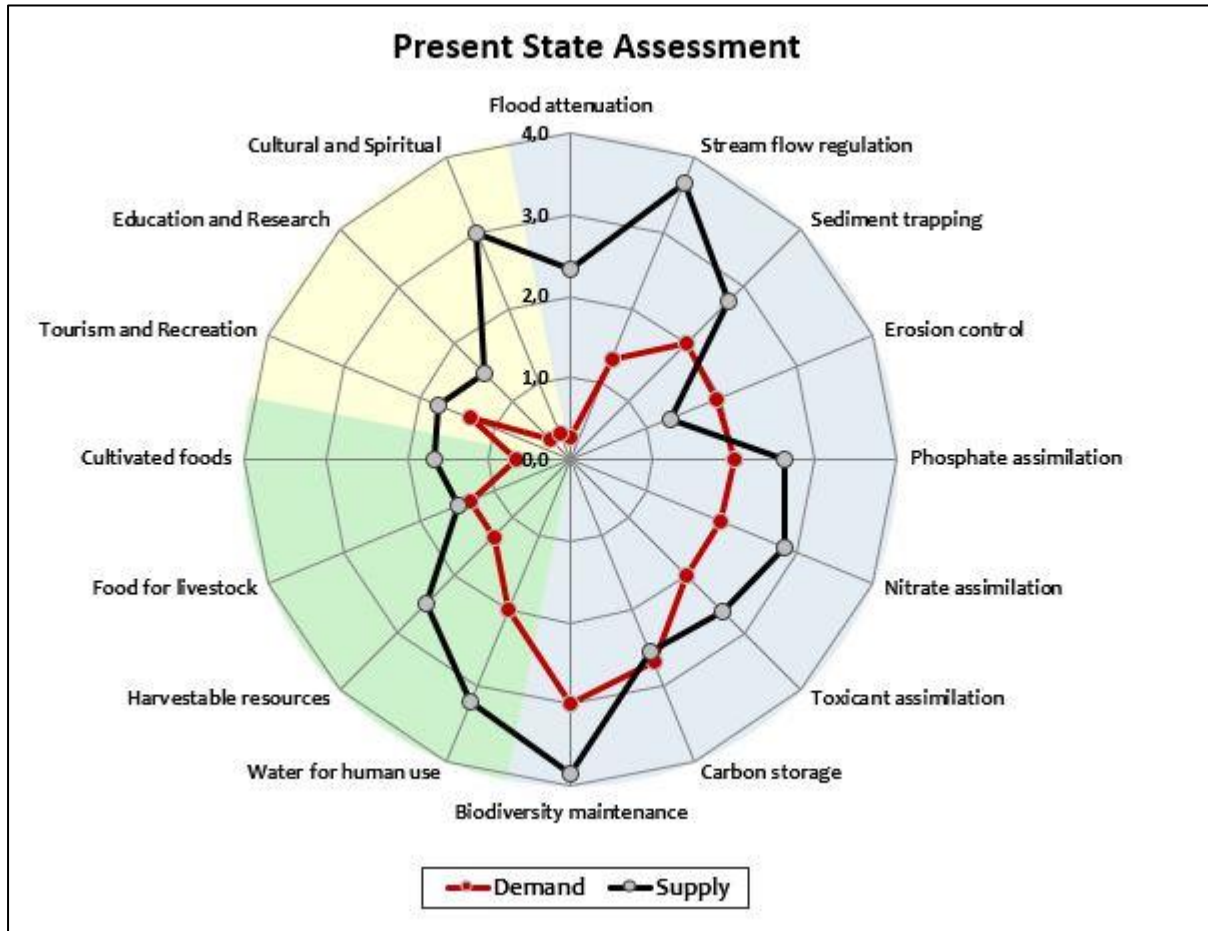 Present State Assessment
Flood attenuation
4,0
Cultural and Spiritual
Stream flow regulation
Education and Research
3,0
Sediment trapping
2,0
Tourism and Recreation
Erosion control
1,0
Cultivated foods
0,0
Phosphate assimilation
Food for livestock
Nitrate assimilation
Harvestable resources
Toxicant assimilation
Water for human use
Carbon storage
Biodiversity maintenance
Demand
Supply